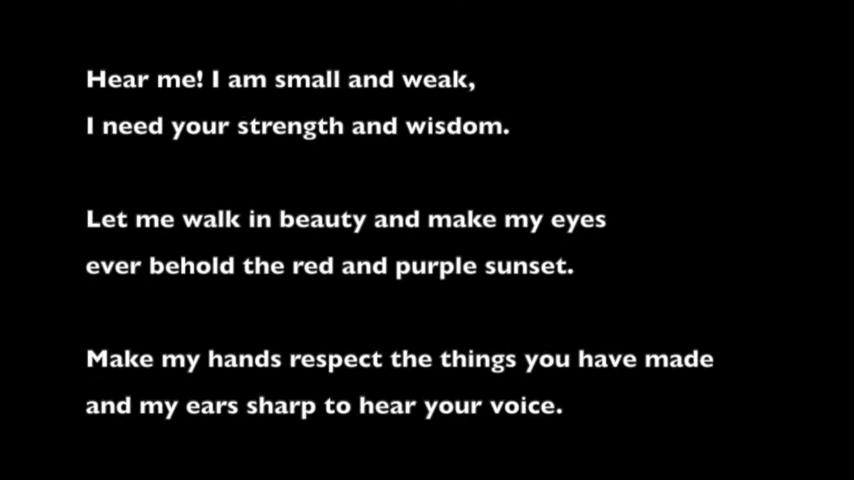 Hear me! I am small and weak,
I need your strength and wisdom.
Let me walk in beauty and make my eyes
ever behold the red and purple sunset.
Make my hands respect the things you have made
and my ears sharp to hear your voice.